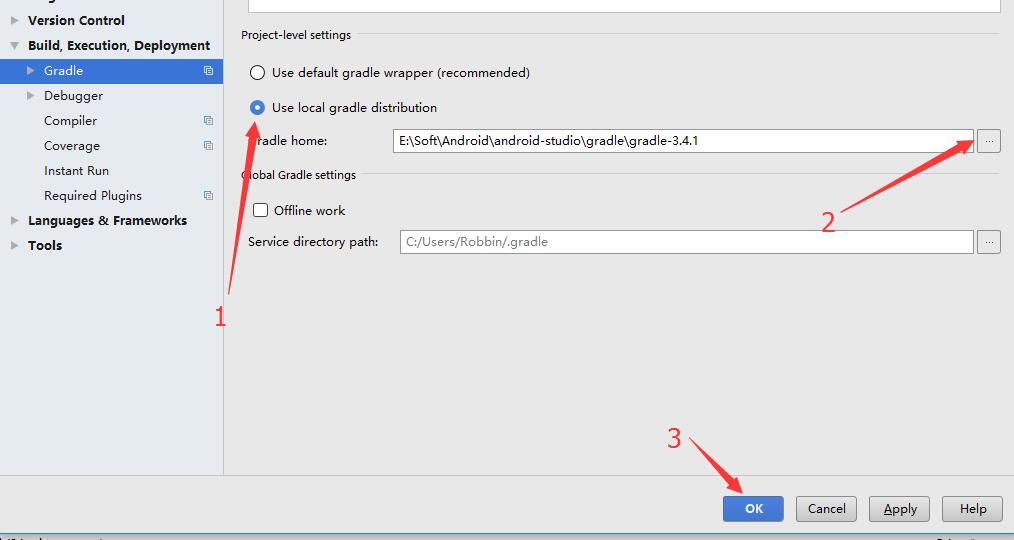 Version Control
Build, Execution, Deployment
Gradle
Debugger
Compiler
Coverage
Instant Run
Required Plugins
Languages & Frameworks
Tools
Project-level settings
Use default gradle wrapper (recommended)
Use local gradle distribution
Gradle home: E:\Soft\Android\android-studio\gradle\gradle-3.4.1 ...
Global Gradle settings
Offline work
Service directory path: C:/Users/Robbin/.gradle ...
1
2
3
OK Cancel Apply Help